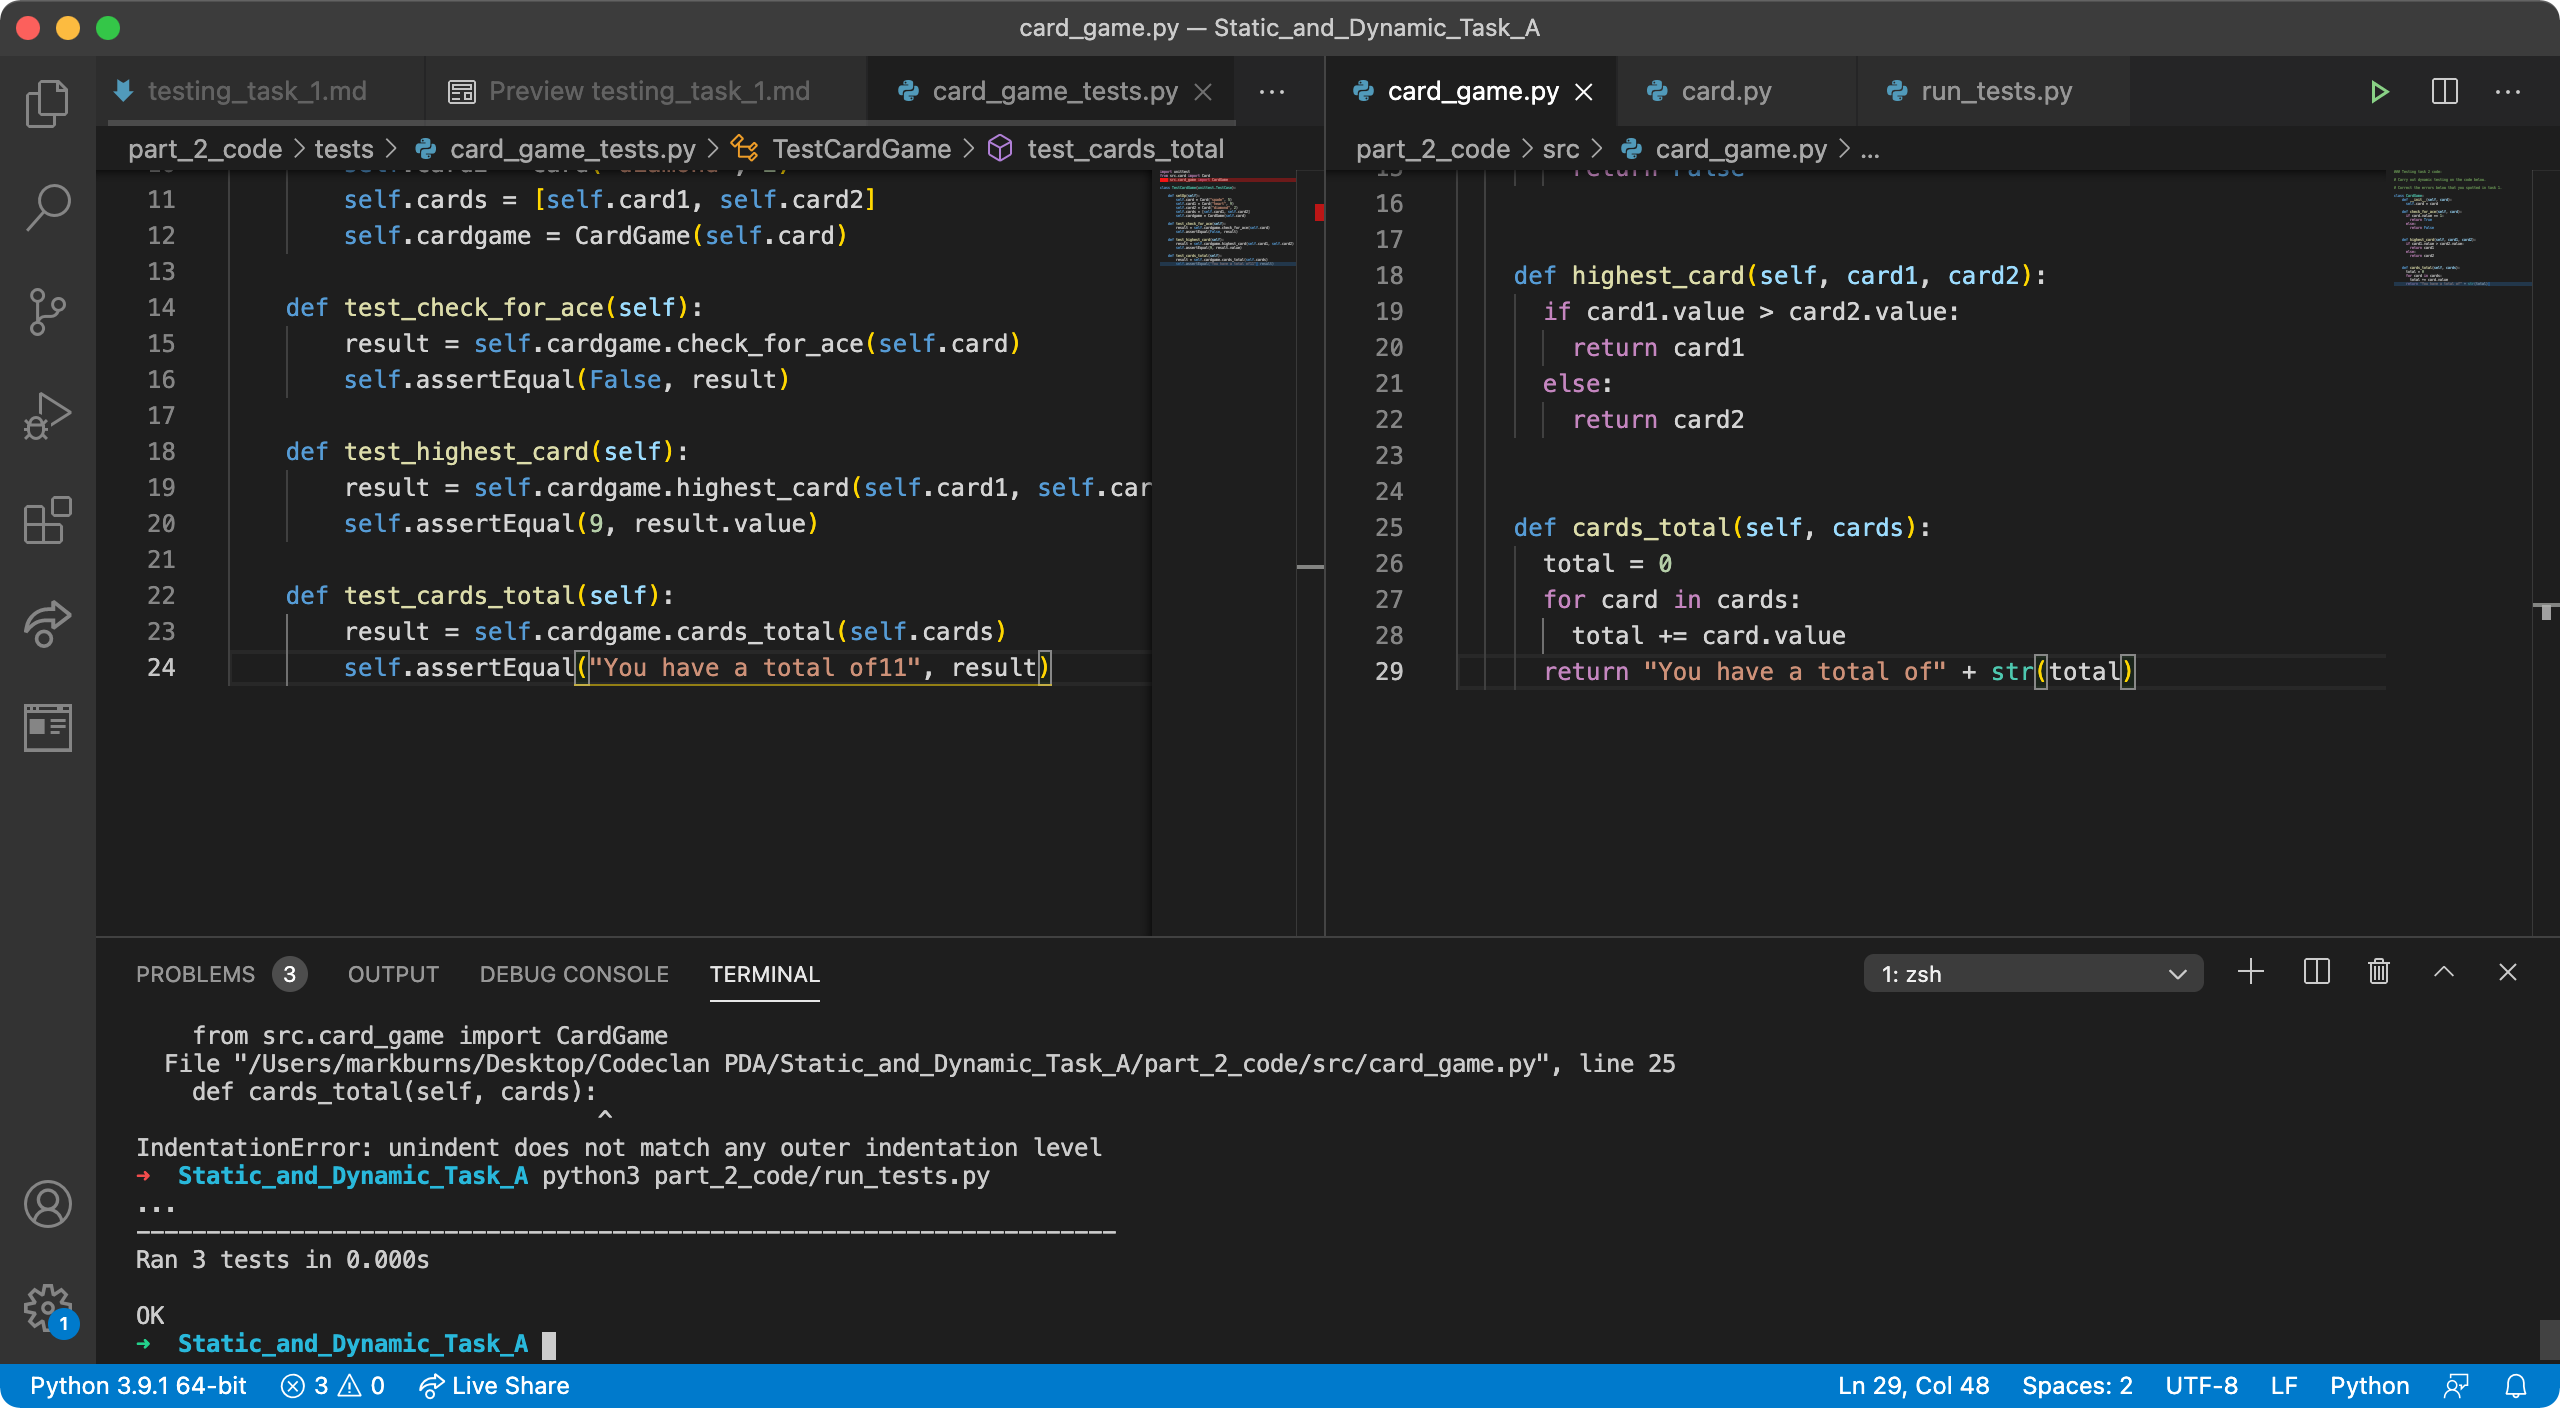 card_game.py — Static_and_Dynamic_Task_A
testing_task_1.md
Preview testing_task_1.md
card_game_tests.py
card_game.py
card.py
run_tests.py
part_2_code > tests > card_game_tests.py > TestCardGame > test_cards_total
11 self.cards = [self.card1, self.card2]
12 self.cardgame = CardGame(self.card)
13
14 def test_check_for_ace(self):
15 result = self.cardgame.check_for_ace(self.card)
16 self.assertEqual(False, result)
17
18 def test_highest_card(self):
19 result = self.cardgame.highest_card(self.card1, self.car
20 self.assertEqual(9, result.value)
21
22 def test_cards_total(self):
23 result = self.cardgame.cards_total(self.cards)
24 self.assertEqual("You have a total of11", result)
part_2_code > src > card_game.py > ...
15 return False
16
17
18 def highest_card(self, card1, card2):
19 if card1.value > card2.value:
20 return card1
21 else:
22 return card2
23
24
25 def cards_total(self, cards):
26 total = 0
27 for card in cards:
28 total += card.value
29 return "You have a total of" + str(total)
PROBLEMS 3 OUTPUT DEBUG CONSOLE TERMINAL
1: zsh
from src.card_game import CardGame
File "/Users/markburns/Desktop/Codeclan PDA/Static_and_Dynamic_Task_A/part_2_code/src/card_game.py", line 25
def cards_total(self, cards):
^
IndentationError: unindent does not match any outer indentation level
→ Static_and_Dynamic_Task_A python3 part_2_code/run_tests.py
...
----------------------------------------------------------------------
Ran 3 tests in 0.000s
OK
→ Static_and_Dynamic_Task_A
1
Python 3.9.1 64-bit 3 0 Live Share
Ln 29, Col 48 Spaces: 2 UTF-8 LF Python